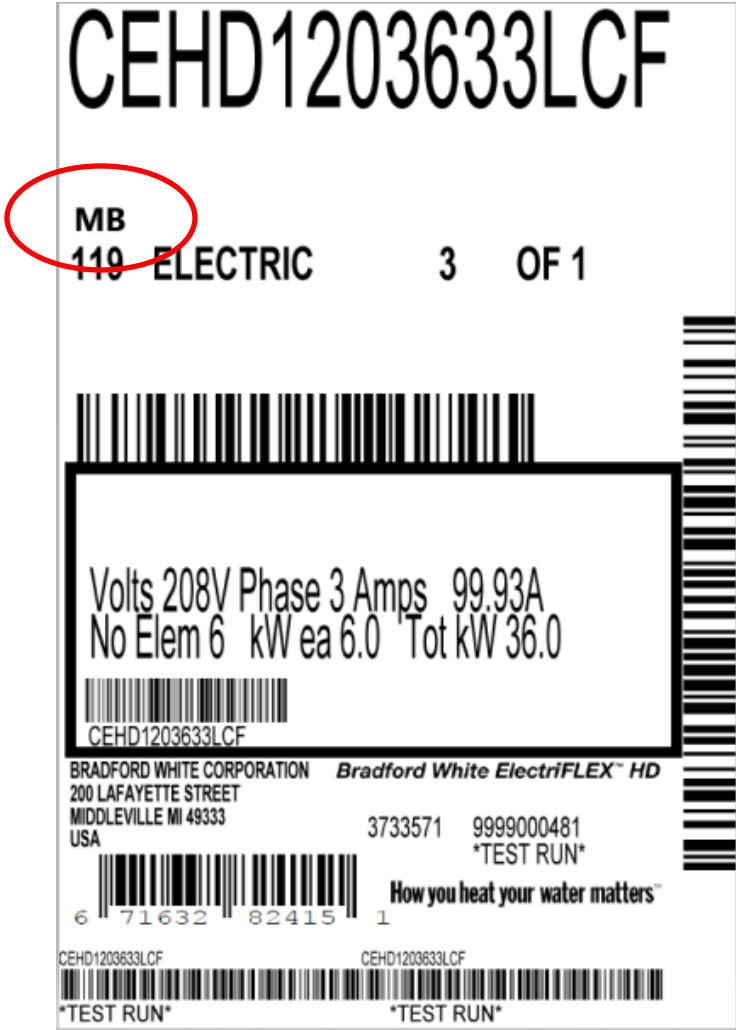 CEHD1203633LCF
MB
119 ELECTRIC 3 OF 1
Volts 208V Phase 3 Amps 99.93A
No Elem 6 kW ea 6.0 Tot kW 36.0
CEHD1203633LCF
BRADFORD WHITE CORPORATION
200 LAFAYETTE STREET
MIDDLEVILLE MI 49333
USA
Bradford White ElectriFLEX™ HD
3733571 9999000481
*TEST RUN*
How you heat your water matters™
6 71632 82415 1
CEHD1203633LCF CEHD1203633LCF
*TEST RUN* *TEST RUN*